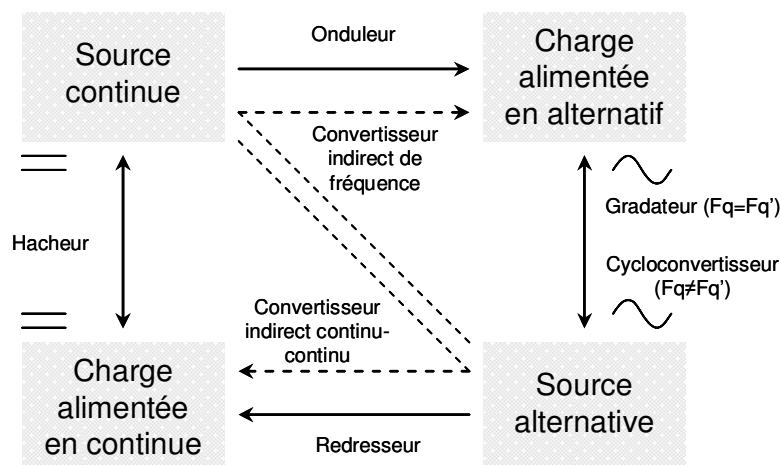 Source
continue
Onduleur
Charge
alimentée
en alternatif
Convertisseur
indirect de
fréquence
Hacheur
Gradateur (Fq=Fq')
Cycloconvertisseur
(Fq≠Fq')
Convertisseur
indirect continu-
continu
Charge
alimentée
en continue
Redresseur
Source
alternative